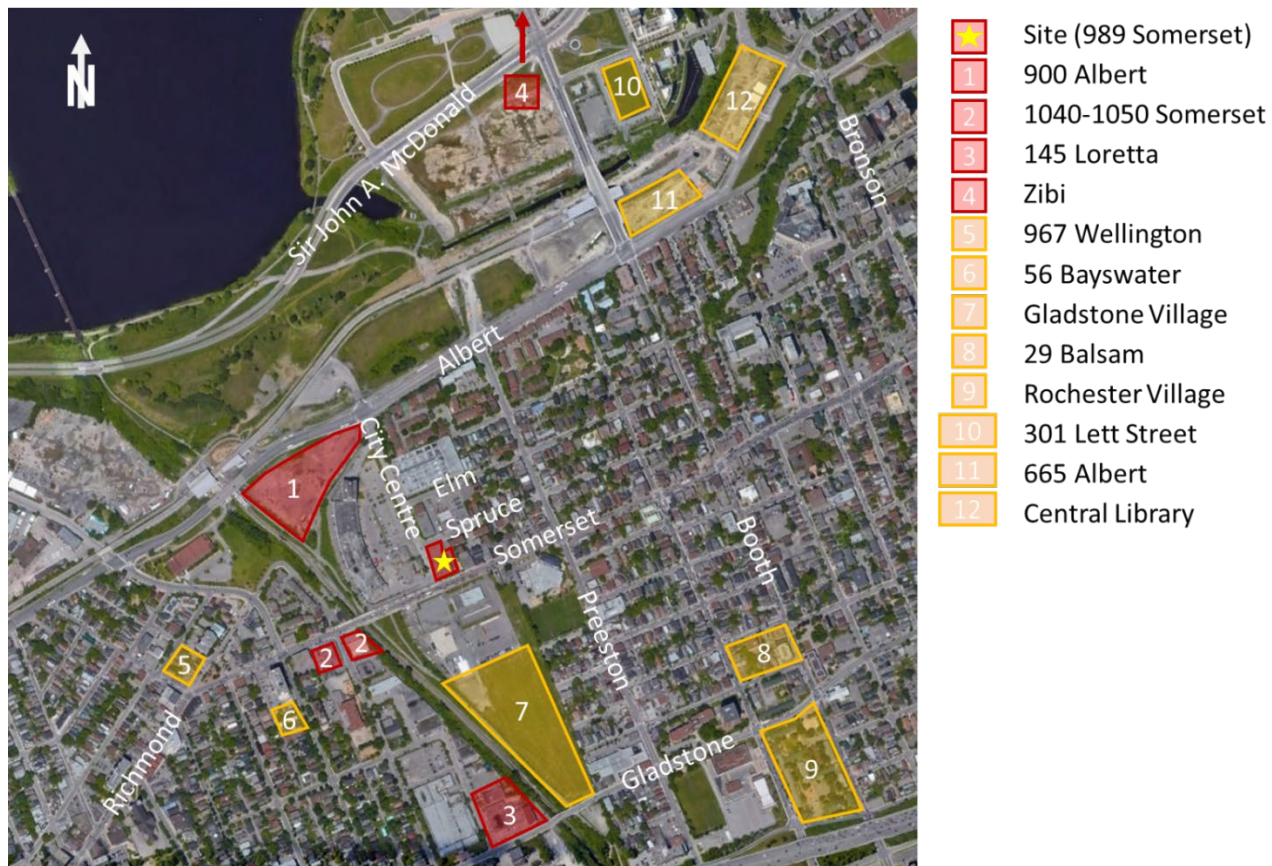 N
4
10
12
Sir John A. McDonald
Bronson
11
Albert
City Centre
1
Elm
Spruce
Somerset
Booth
Preeston
2
2
5
8
6
7
Richmond
Gladstone
9
3
Site (989 Somerset)
1 900 Albert
2 1040-1050 Somerset
3 145 Loretta
4 Zibi
5 967 Wellington
6 56 Bayswater
7 Gladstone Village
8 29 Balsam
9 Rochester Village
10 301 Lett Street
11 665 Albert
12 Central Library